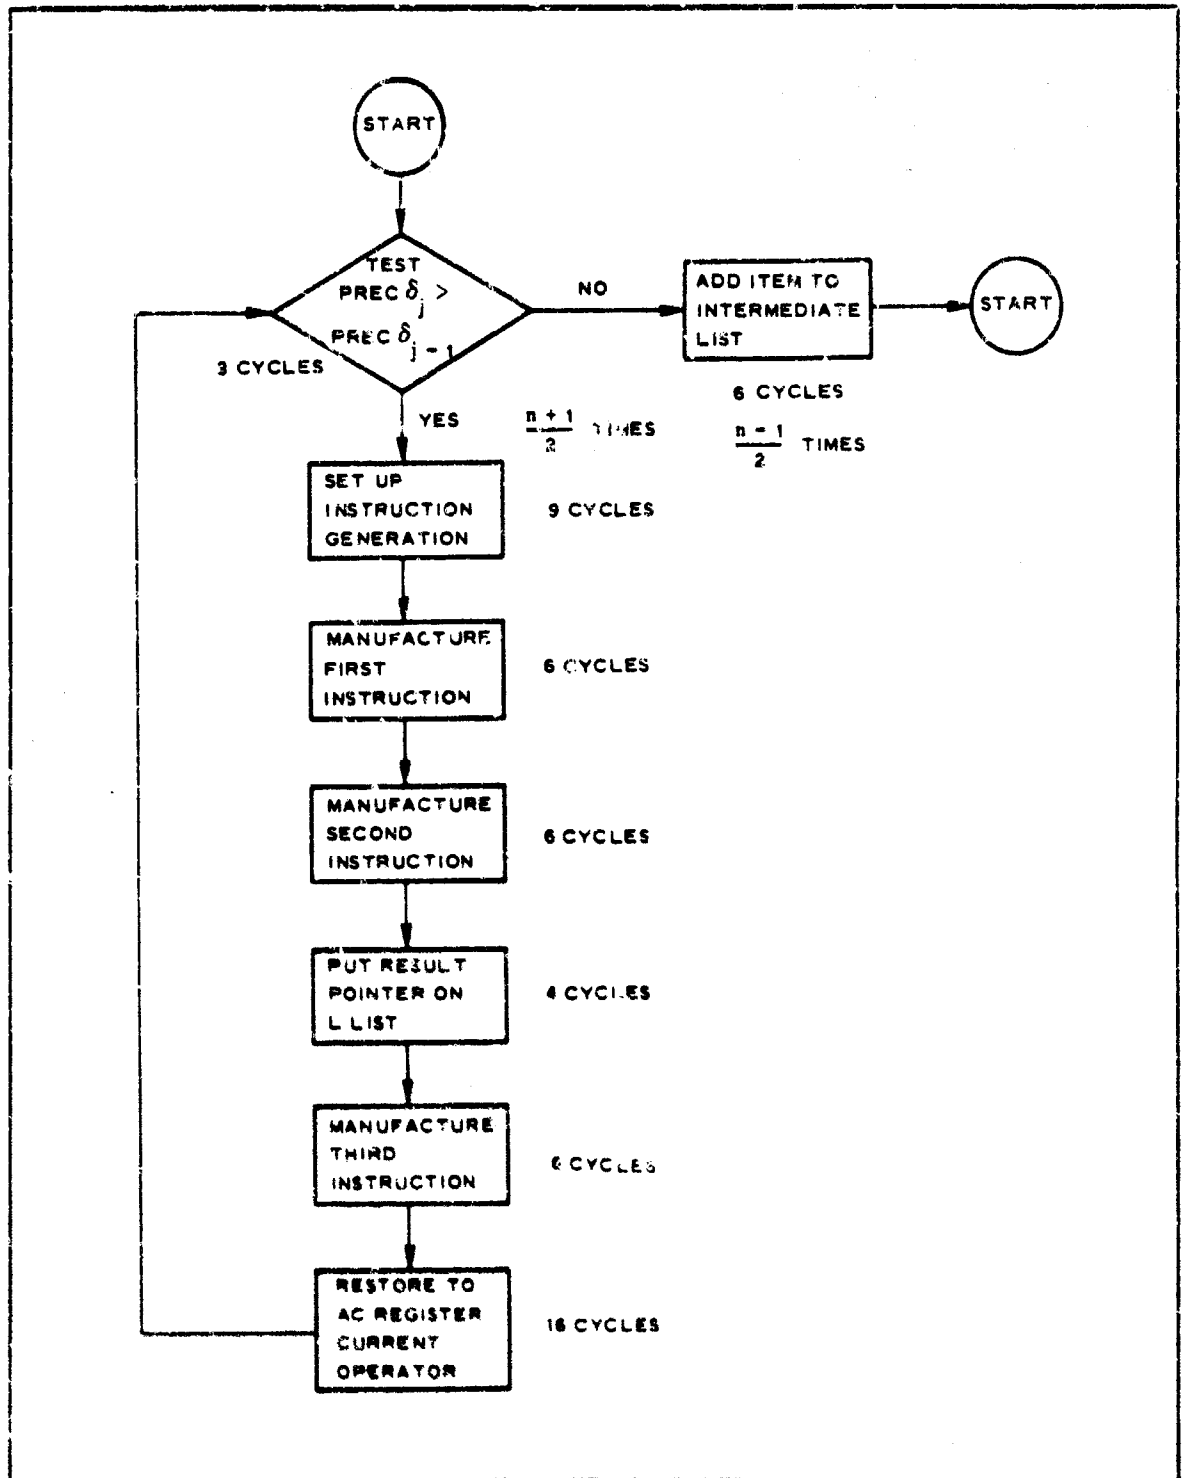 START
TEST
PREC δj >
PREC δj - 1
3 CYCLES
NO
ADD ITEM TO
INTERMEDIATE
LIST
START
6 CYCLES
n - 1
2
TIMES
YES
n + 1
2
TIMES
SET UP
INSTRUCTION
GENERATION
9 CYCLES
MANUFACTURE
FIRST
INSTRUCTION
6 CYCLES
MANUFACTURE
SECOND
INSTRUCTION
6 CYCLES
PUT RESULT
POINTER ON
L LIST
4 CYCLES
MANUFACTURE
THIRD
INSTRUCTION
CYCLES
RESTORE TO
AC REGISTER
CURRENT
OPERATOR
CYCLES